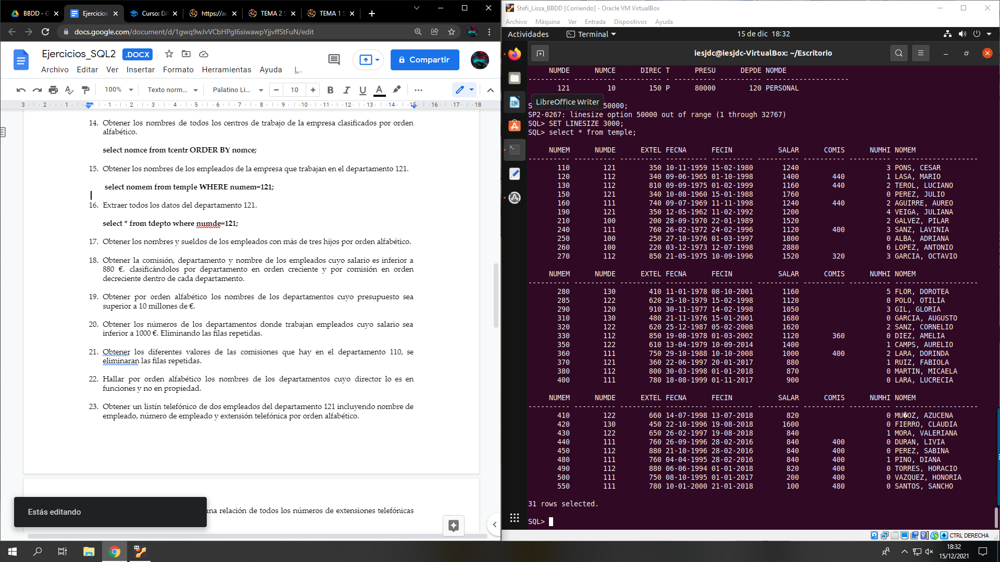 BBDD - G
Ejercicios
Curso: DA
https://au
TEMA 2 S
TEMA 1 S
docs.google.com/document/d/1gwq9wJvVCbHPgI6siwawpYjjvffStFuN/edit
Ejercicios_SQL2 .DOCX
Compartir
Archivo Editar Ver Insertar Formato Herramientas Ayuda L...
100% Texto norm... Palatino Li... 10
3 2 1 1 2 3 4 5 6 7 8 9 10 11 12 13 14 15 16 17 18
14. Obtener los nombres de todos los centros de trabajo de la empresa clasificados por orden
alfabético.
select nomce from tcentr ORDER BY nomce;
15. Obtener los nombres de los empleados de la empresa que trabajan en el departamento 121.
select nomem from temple WHERE numem=121;
16. Extraer todos los datos del departamento 121.
select * from tdepto where numde=121;
17. Obtener los nombres y sueldos de los empleados con más de tres hijos por orden alfabético.
18. Obtener la comisión, departamento y nombre de los empleados cuyo salario es inferior a
880 €. clasificándolos por departamento en orden creciente y por comisión en orden
decreciente dentro de cada departamento.
19. Obtener por orden alfabético los nombres de los departamentos cuyo presupuesto sea
superior a 10 millones de €.
20. Obtener los números de los departamentos donde trabajan empleados cuyo salario sea
inferior a 1000 €. Eliminando las filas repetidas.
21. Obtener los diferentes valores de las comisiones que hay en el departamento 110, se
eliminaran las filas repetidas.
22. Hallar por orden alfabético los nombres de los departamentos cuyo director lo es en
funciones y no en propiedad.
23. Obtener un listín telefónico de dos empleados del departamento 121 incluyendo nombre de
empleado, número de empleado y extensión telefónica por orden alfabético.
una relación de todos los números de extensiones telefónicas
Estás editando
Stefi_Lissa_BBDD [Corriendo] - Oracle VM VirtualBox
Archivo Máquina Ver Entrada Dispositivos Ayuda
Actividades Terminal 15 de dic 18:32
iesjdc@iesjdc-VirtualBox: ~/Escritorio
NUMDE NUMCE DIREC T PRESU DEPDE NOMDE
---------- ---------- ---------- - ---------- ---------- --------------------
121 10 150 P 80000 120 PERSONAL
LibreOffice Writer
50000;
SP2-0267: linesize option 50000 out of range (1 through 32767)
SQL> SET LINESIZE 3000;
SQL> select * from temple;
NUMEM NUMDE EXTEL FECNA FECIN SALAR COMIS NUMHI NOMEM
---------- ---------- ---------- ---------- ---------- ---------- ---------- ---------- --------------------
110 121 350 10-11-1959 15-02-1980 1240 3 PONS, CESAR
120 112 340 09-06-1965 01-10-1998 1400 440 1 LASA, MARIO
130 112 810 09-09-1975 01-02-1999 1160 440 2 TEROL, LUCIANO
150 121 340 10-08-1960 15-01-1988 1760 0 PEREZ, JULIO
160 111 740 09-07-1969 11-11-1998 1240 440 2 AGUIRRE, AUREO
190 121 350 12-05-1962 11-02-1992 1200 4 VEIGA, JULIANA
210 100 200 28-09-1970 22-01-1989 1520 2 GALVEZ, PILAR
240 111 760 26-02-1972 24-02-1996 1120 400 3 SANZ, LAVINIA
250 100 250 27-10-1976 01-03-1997 1800 0 ALBA, ADRIANA
260 100 220 03-12-1973 12-07-1998 2880 6 LOPEZ, ANTONIO
270 112 850 21-05-1975 10-09-1996 1520 320 3 GARCIA, OCTAVIO
NUMEM NUMDE EXTEL FECNA FECIN SALAR COMIS NUMHI NOMEM
---------- ---------- ---------- ---------- ---------- ---------- ---------- ---------- --------------------
280 130 410 11-01-1978 08-10-2001 1160 5 FLOR, DOROTEA
285 122 620 25-10-1979 15-02-1998 1120 0 POLO, OTILIA
290 120 910 30-11-1977 14-02-1998 1050 3 GIL, GLORIA
310 130 480 21-11-1976 15-01-2001 1680 0 GARCIA, AUGUSTO
320 122 620 25-12-1987 05-02-2008 1620 2 SANZ, CORNELIO
330 112 850 19-08-1978 01-03-2002 1120 360 0 DIEZ, AMELIA
350 122 610 13-04-1979 10-09-2014 1400 1 CAMPS, AURELIO
360 111 750 29-10-1988 10-10-2008 1000 400 2 LARA, DORINDA
370 121 360 22-06-1997 20-01-2017 880 1 RUIZ, FABIOLA
380 112 800 30-03-1998 01-01-2018 870 0 MARTIN, MICAELA
400 111 780 18-08-1999 01-11-2017 900 0 LARA, LUCRECIA
NUMEM NUMDE EXTEL FECNA FECIN SALAR COMIS NUMHI NOMEM
---------- ---------- ---------- ---------- ---------- ---------- ---------- ---------- --------------------
410 122 660 14-07-1998 13-07-2018 820 0 MU�OZ, AZUCENA
420 130 450 22-10-1996 19-08-2018 1600 0 FIERRO, CLAUDIA
430 122 650 26-02-1997 19-08-2018 840 1 MORA, VALERIANA
440 111 760 26-09-1996 28-02-2016 840 400 0 DURAN, LIVIA
450 112 880 21-10-1996 28-02-2016 840 400 0 PEREZ, SABINA
480 111 760 04-04-1995 28-02-2016 840 400 1 PINO, DIANA
490 112 880 06-06-1994 01-01-2018 820 400 0 TORRES, HORACIO
500 111 750 08-10-1995 01-01-2017 200 400 0 VAZQUEZ, HONORIA
550 111 780 10-01-2000 21-01-2018 100 480 0 SANTOS, SANCHO
31 rows selected.
SQL>
CTRL DERECHA
18:32
15/12/2021